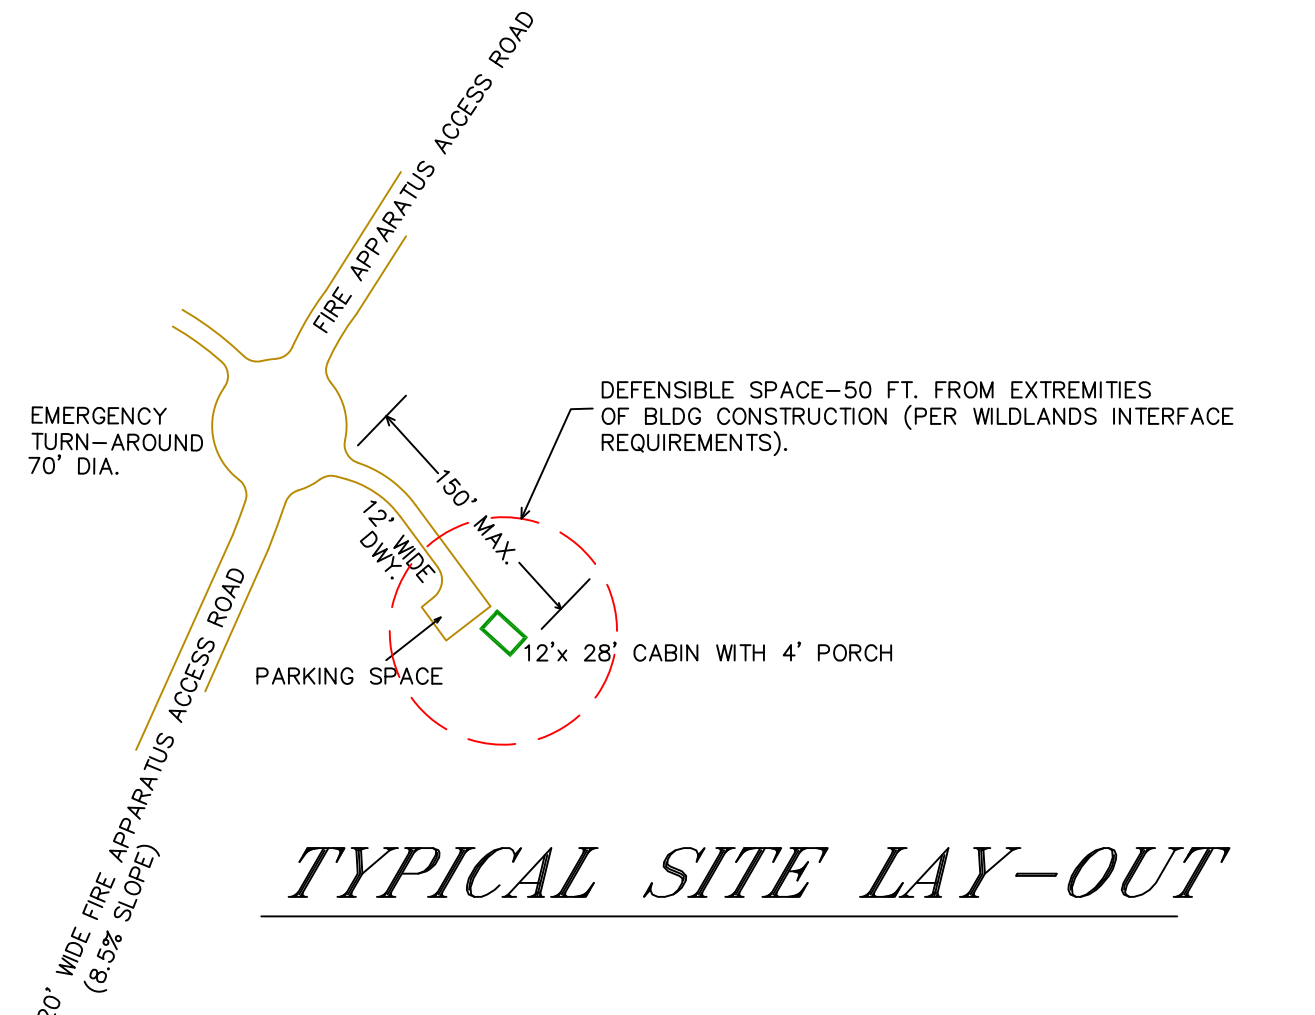 FIRE APPARATUS ACCESS ROAD
DEFENSIBLE SPACE-50 FT. FROM EXTREMITIES
OF BLDG CONSTRUCTION (PER WILDLANDS INTERFACE
REQUIREMENTS).
EMERGENCY
TURN-AROUND
70' DIA.
150' MAX.
12' WIDE
DWY.
12'x 28' CABIN WITH 4' PORCH
PARKING SPACE
20' WIDE FIRE APPARATUS ACCESS ROAD
(8.5% SLOPE)
TYPICAL SITE LAY-OUT